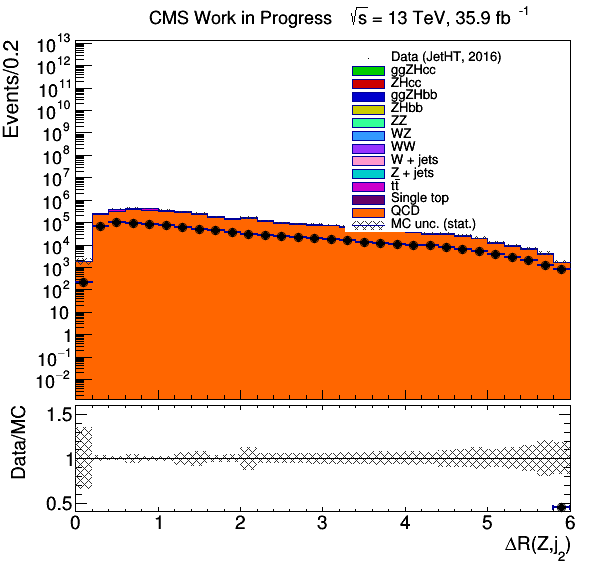 CMS Work in Progress √s = 13 TeV, 35.9 fb⁻¹
Events/0.2
10¹³
10¹²
10¹¹
10¹⁰
10⁹
10⁸
10⁷
10⁶
10⁵
10⁴
10³
10²
10
1
10⁻¹
10⁻²
Data (JetHT, 2016)
ggZHcc
ZHcc
ggZHbb
ZHbb
ZZ
WZ
WW
W + jets
Z + jets
tt̄
Single top
QCD
MC unc. (stat.)
Data/MC
1.5
1
0.5
0 1 2 3 4 5 6
ΔR(Z,j₂)